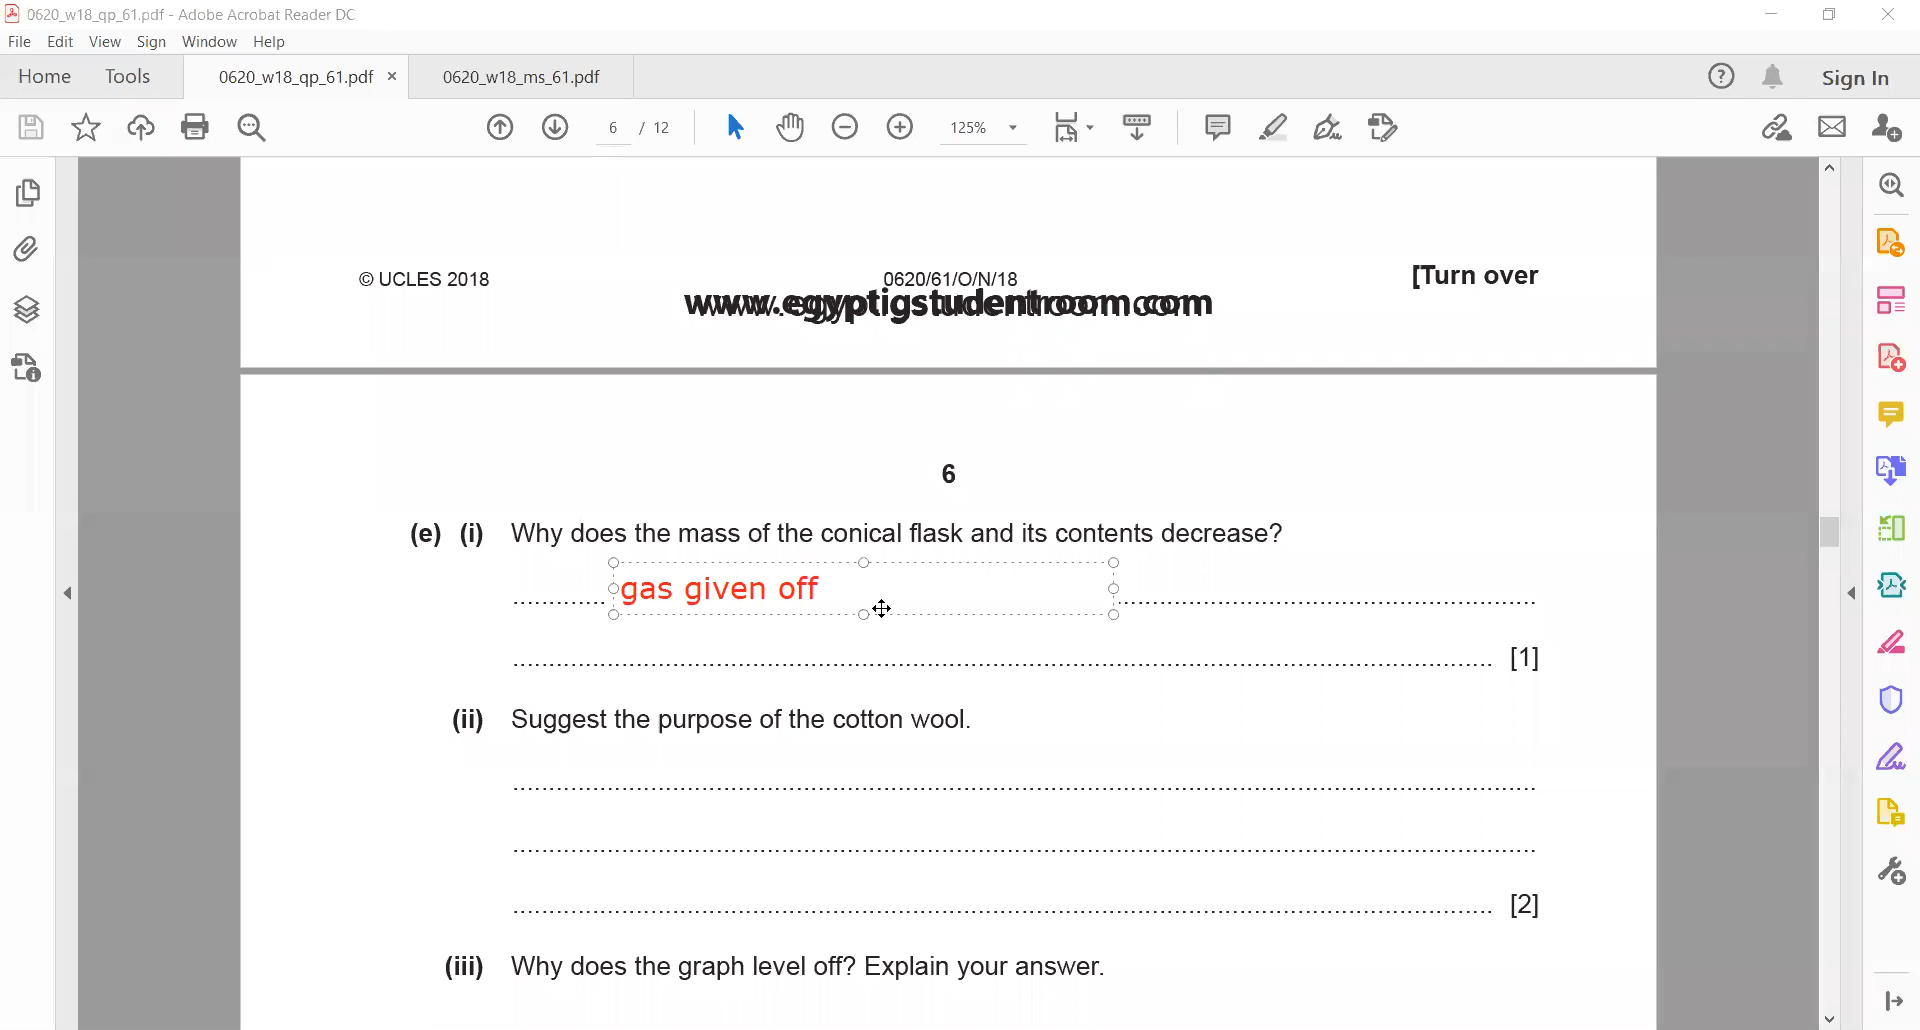 0620_w18_qp_61.pdf - Adobe Acrobat Reader DC
File Edit View Sign Window Help
Home Tools 0620_w18_qp_61.pdf × 0620_w18_ms_61.pdf Sign In
6 / 12 125%
© UCLES 2018 0620/61/O/N/18 [Turn over
www.egyptigstudentroom.com
6
(e) (i) Why does the mass of the conical flask and its contents decrease?
gas given off
[1]
(ii) Suggest the purpose of the cotton wool.
[2]
(iii) Why does the graph level off? Explain your answer.